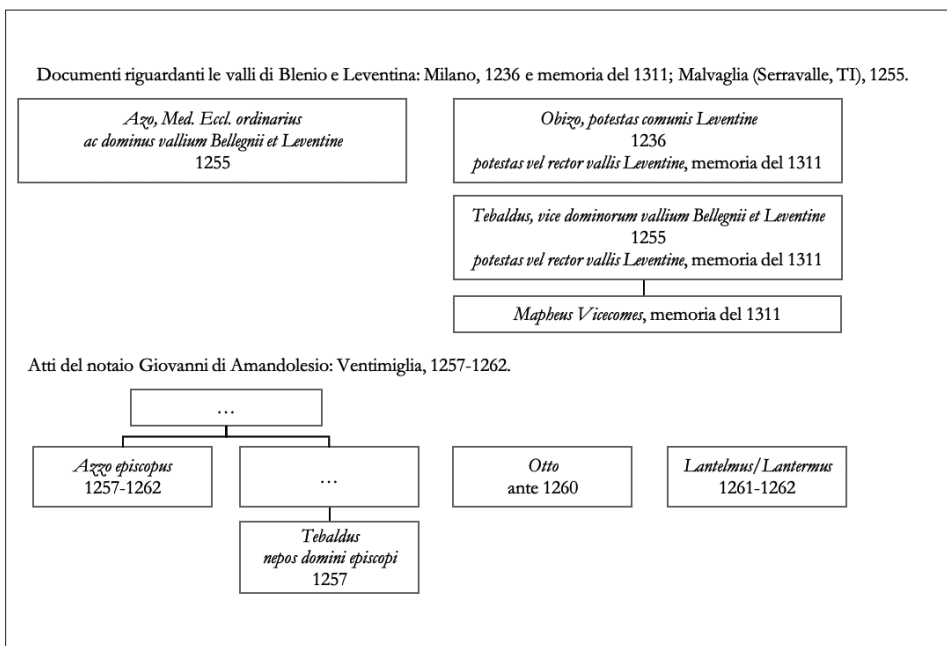 Documenti riguardanti le valli di Blenio e Leventina: Milano, 1236 e memoria del 1311; Malvaglia (Serravalle, TI), 1255.
Azo, Med. Eccl. ordinarius
ac dominus vallium Bellegnii et Leventine
1255
Obizo, potestas comunis Leventine
1236
potestas vel rector vallis Leventine, memoria del 1311
Tebaldus, vice dominorum vallium Bellegnii et Leventine
1255
potestas vel rector vallis Leventine, memoria del 1311
Mapheus Vicecomes, memoria del 1311
Atti del notaio Giovanni di Amandolesio: Ventimiglia, 1257-1262.
…
Azzo episcopus
1257-1262
…
Otto
ante 1260
Lantelmus/Lantermus
1261-1262
Tebaldus
nepos domini episcopi
1257